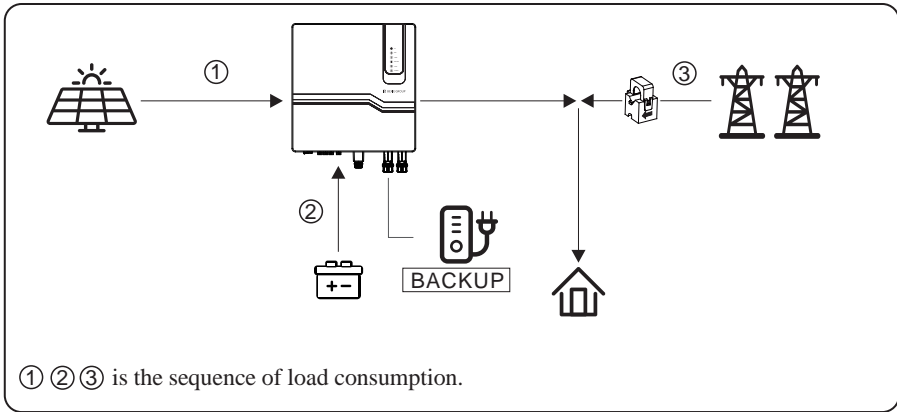 ①
③
②
+ −
BACKUP
① ② ③ is the sequence of load consumption.